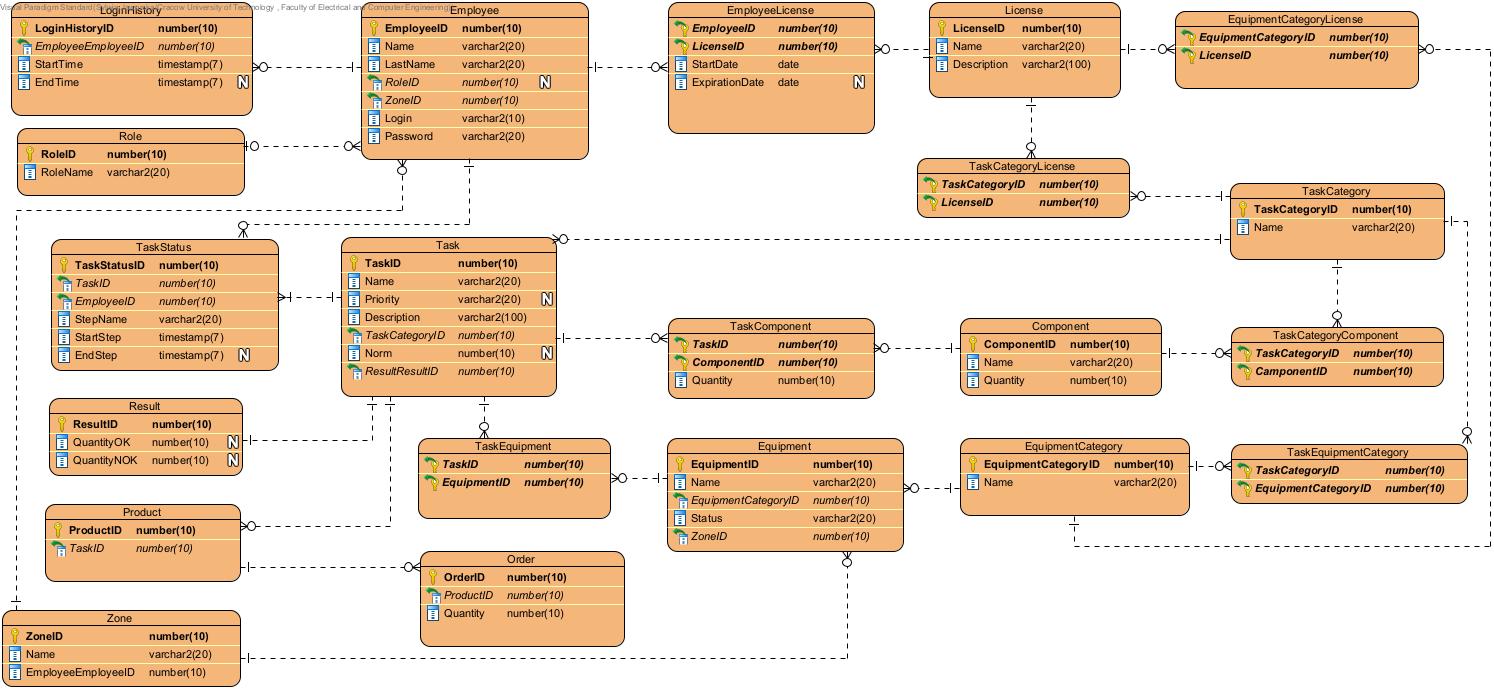 Visual Paradigm Standard
Cracow University of Technology , Faculty of Electrical and Computer Engineering
LoginHistory
LoginHistoryID number(10)
EmployeeEmployeeID number(10)
StartTime timestamp(7)
EndTime timestamp(7) N
Employee
EmployeeID number(10)
Name varchar2(20)
LastName varchar2(20)
RoleID number(10) N
ZoneID number(10)
Login varchar2(10)
Password varchar2(20)
EmployeeLicense
EmployeeID number(10)
LicenseID number(10)
StartDate date
ExpirationDate date N
License
LicenseID number(10)
Name varchar2(20)
Description varchar2(100)
EquipmentCategoryLicense
EquipmentCategoryID number(10)
LicenseID number(10)
Role
RoleID number(10)
RoleName varchar2(20)
TaskCategoryLicense
TaskCategoryID number(10)
LicenseID number(10)
TaskCategory
TaskCategoryID number(10)
Name varchar2(20)
TaskStatus
TaskStatusID number(10)
TaskID number(10)
EmployeeID number(10)
StepName varchar2(20)
StartStep timestamp(7)
EndStep timestamp(7) N
Task
TaskID number(10)
Name varchar2(20)
Priority varchar2(20) N
Description varchar2(100)
TaskCategoryID number(10)
Norm number(10) N
ResultResultID number(10)
TaskComponent
TaskID number(10)
ComponentID number(10)
Quantity number(10)
Component
ComponentID number(10)
Name varchar2(20)
Quantity number(10)
TaskCategoryComponent
TaskCategoryID number(10)
CamponentID number(10)
Result
ResultID number(10)
QuantityOK number(10) N
QuantityNOK number(10) N
TaskEquipment
TaskID number(10)
EquipmentID number(10)
Equipment
EquipmentID number(10)
Name varchar2(20)
EquipmentCategoryID number(10)
Status varchar2(20)
ZoneID number(10)
EquipmentCategory
EquipmentCategoryID number(10)
Name varchar2(20)
TaskEquipmentCategory
TaskCategoryID number(10)
EquipmentCategoryID number(10)
Product
ProductID number(10)
TaskID number(10)
Order
OrderID number(10)
ProductID number(10)
Quantity number(10)
Zone
ZoneID number(10)
Name varchar2(20)
EmployeeEmployeeID number(10)